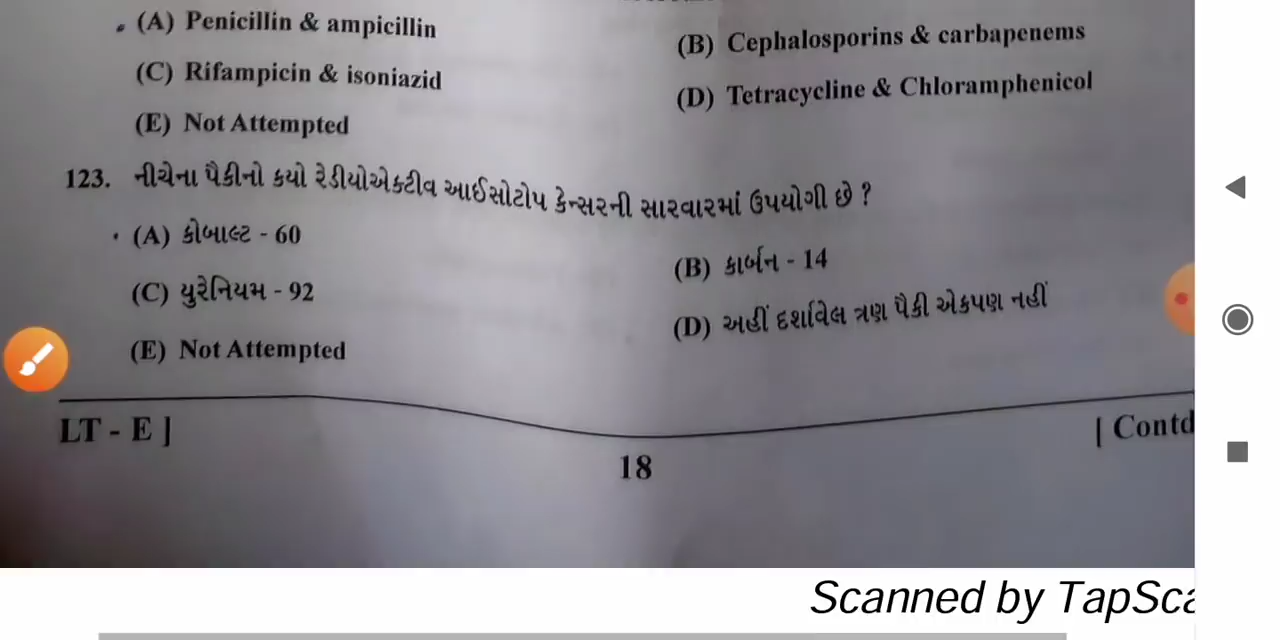 (A) Penicillin & ampicillin
(B) Cephalosporins & carbapenems
(C) Rifampicin & isoniazid
(D) Tetracycline & Chloramphenicol
(E) Not Attempted
123. નીચેના પૈકીનો કયો રેડીયોએક્ટીવ આઈસોટોપ કેન્સરની સારવારમાં ઉપયોગી છે ?
(A) કોબાલ્ટ - 60
(B) કાર્બન - 14
(C) યુરેનિયમ - 92
(D) અહીં દર્શાવેલ ત્રણ પૈકી એકપણ નહીં
(E) Not Attempted
LT - E ]
[ Contd
18
Scanned by TapSca